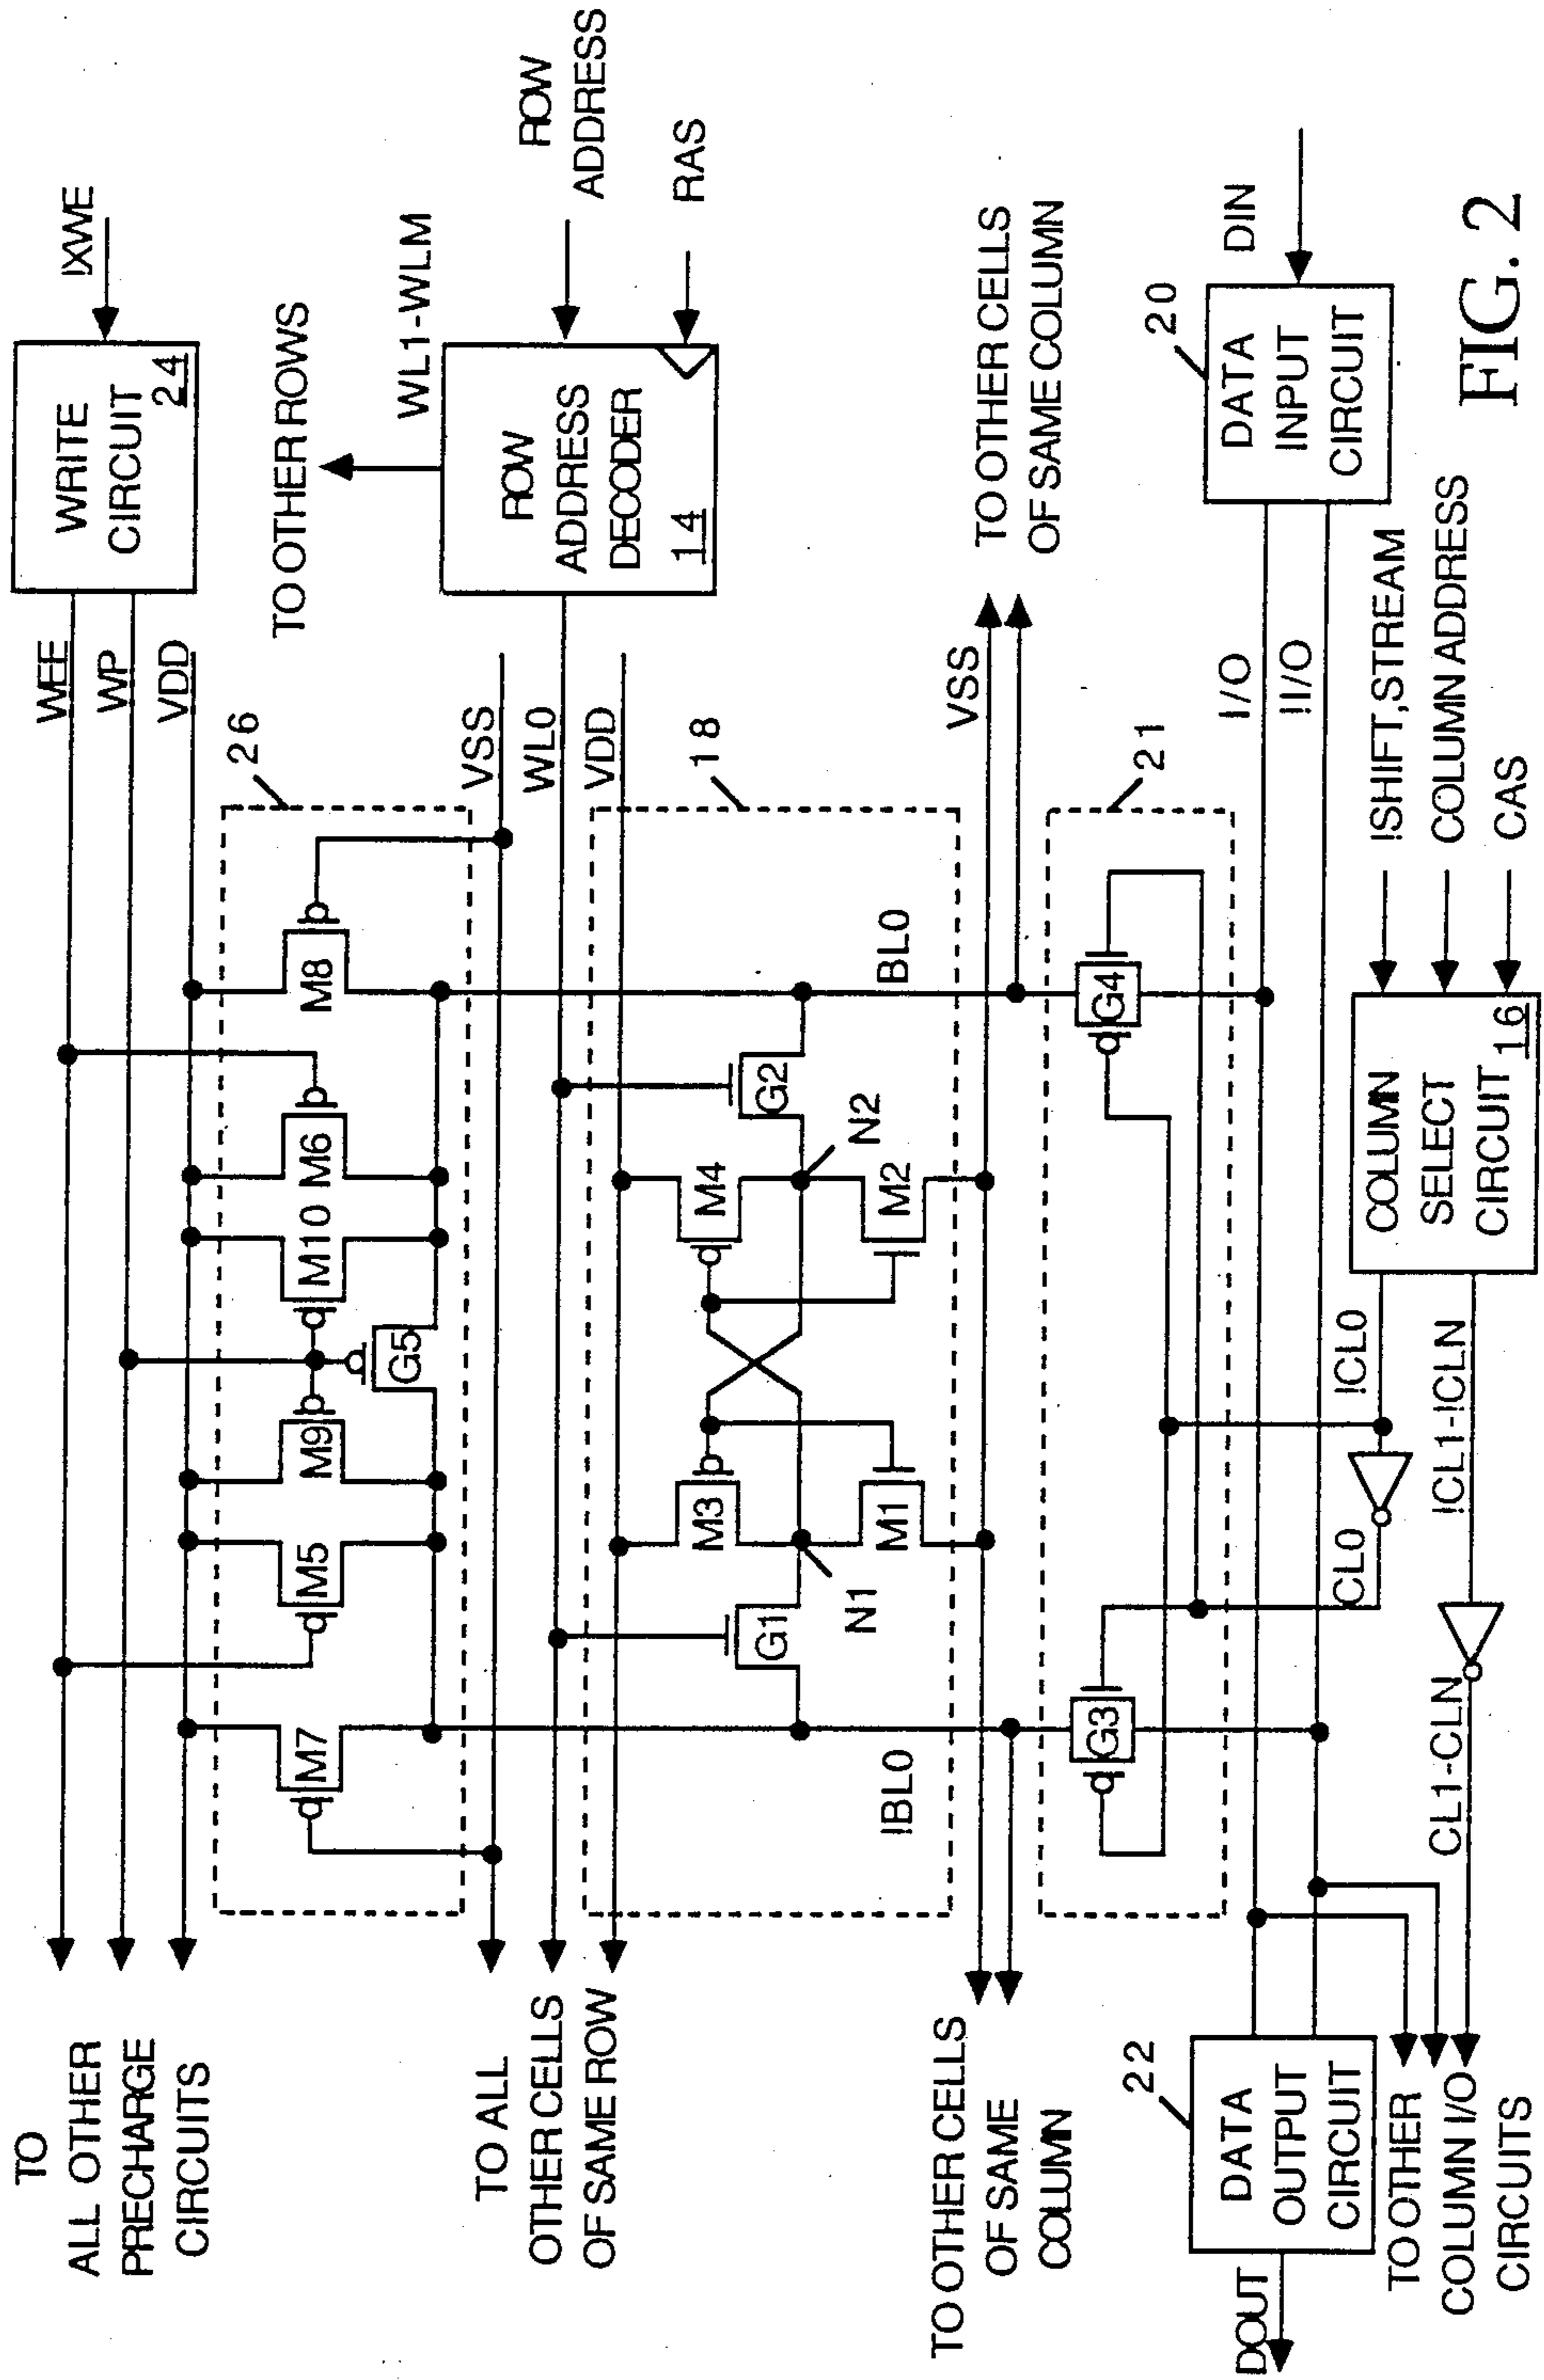 TO
ALL OTHER
PRECHARGE
CIRCUITS
WEE
WP
VDD
WRITE
CIRCUIT
24
!XWE
26
M7
M5
M9
G5
M10
M6
M8
TO OTHER ROWS
WL1-WLM
TO ALL
OTHER CELLS
OF SAME ROW
VSS
WL0
VDD
ROW
ADDRESS
DECODER
14
ROW
ADDRESS
RAS
18
G1
M3
M1
N1
M4
M2
N2
G2
!BL0
BL0
VSS
TO OTHER CELLS
OF SAME COLUMN
TO OTHER CELLS
OF SAME
COLUMN
21
G3
G4
22
DATA
OUTPUT
CIRCUIT
DOUT
I/O
!I/O
20
DATA
INPUT
CIRCUIT
DIN
TO OTHER
COLUMN I/O
CIRCUITS
CL0
!CL0
CL1-CLN
!CL1-!CLN
COLUMN
SELECT
CIRCUIT
16
!SHIFT,STREAM
COLUMN ADDRESS
CAS
FIG. 2